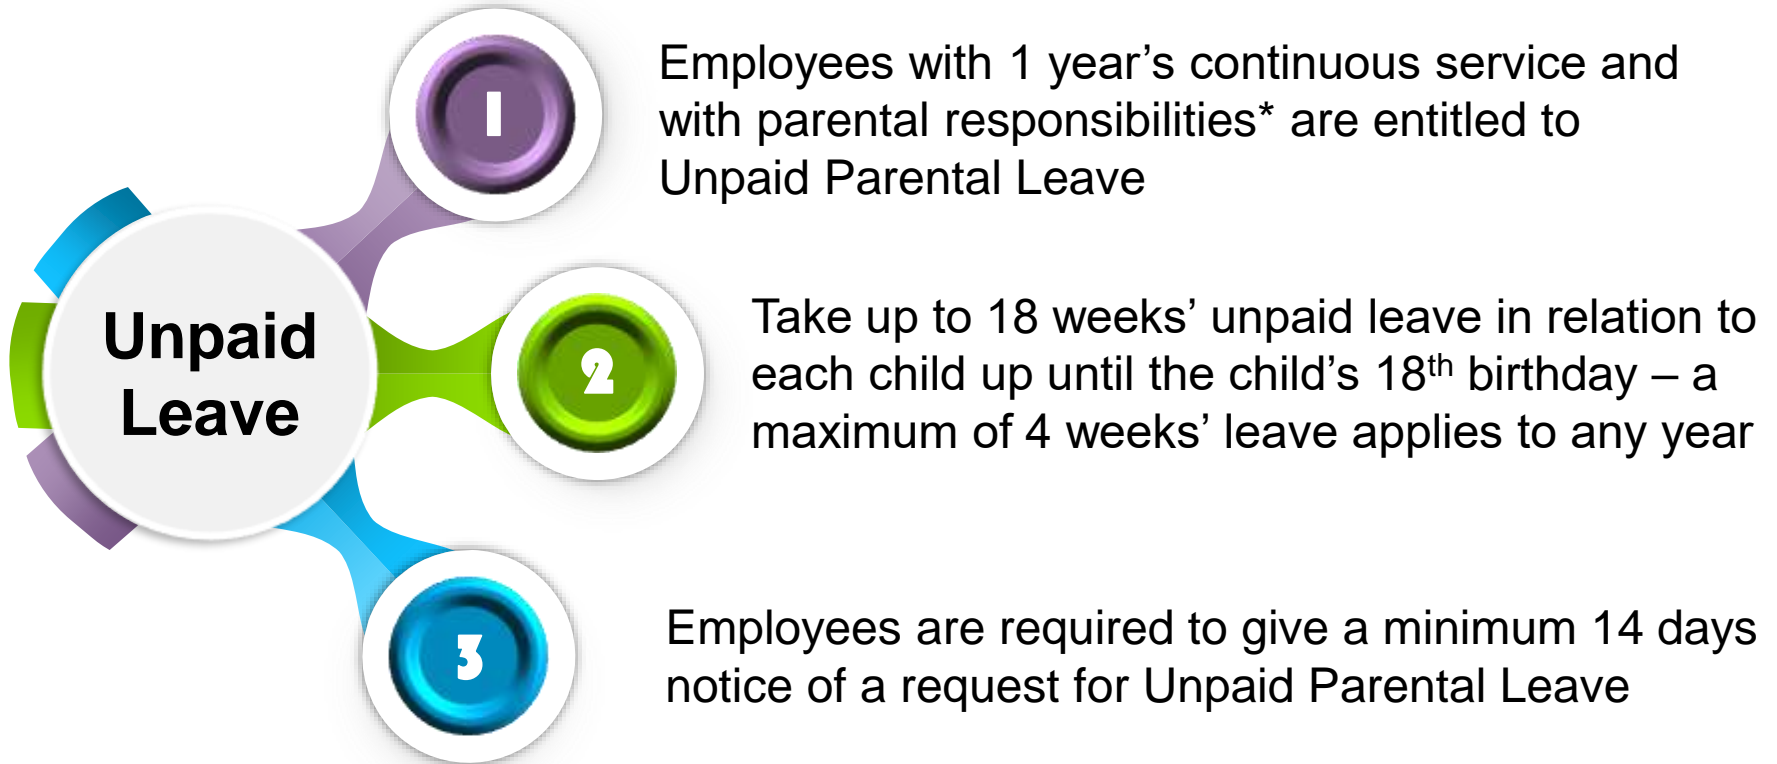 1
Employees with 1 year’s continuous service and
with parental responsibilities* are entitled to
Unpaid Parental Leave
Unpaid
Leave
2
Take up to 18 weeks’ unpaid leave in relation to
each child up until the child’s 18th birthday – a
maximum of 4 weeks’ leave applies to any year
3
Employees are required to give a minimum 14 days
notice of a request for Unpaid Parental Leave